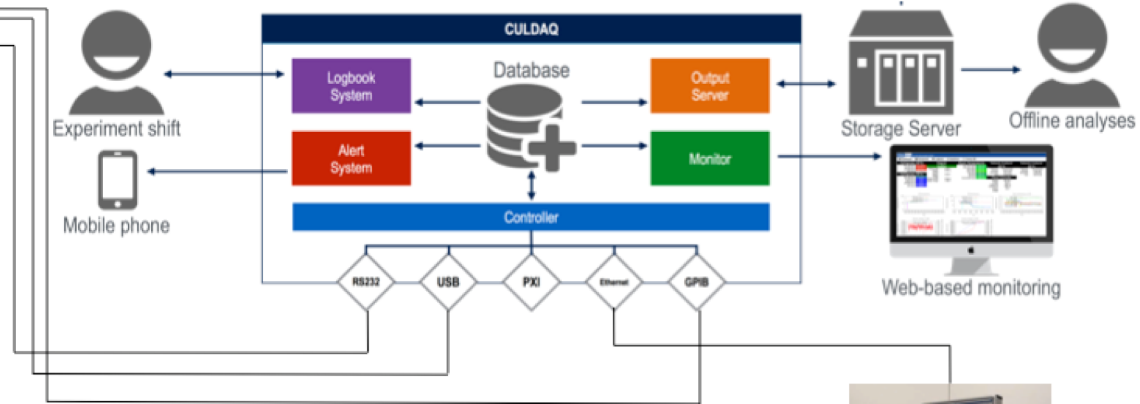 CULDAQ
Logbook
System
Database
Output
Server
Experiment shift
Alert
System
Monitor
Storage Server
Offline analyses
Mobile phone
Controller
RS232
USB
PXI
Ethernet
GPIB
Web-based monitoring